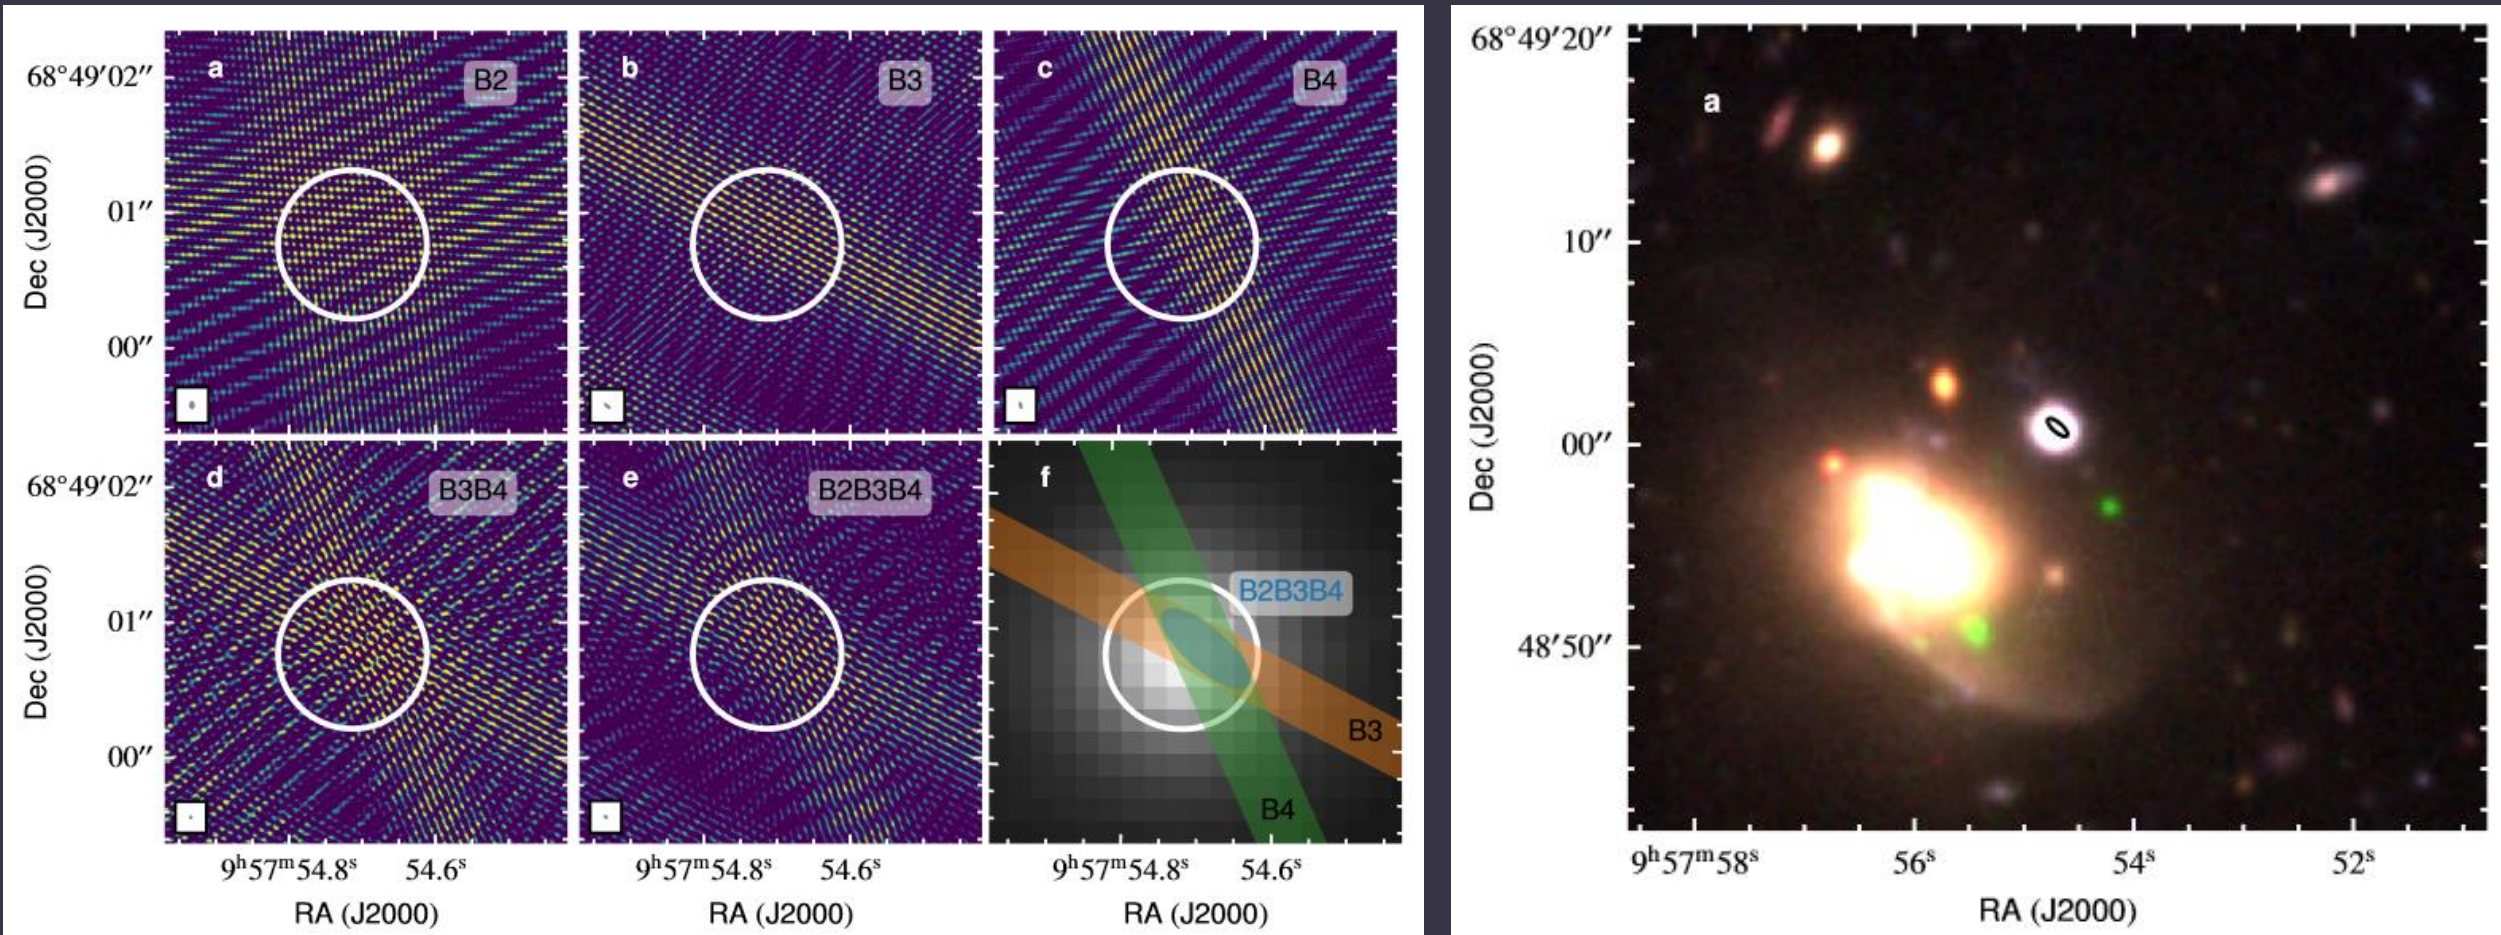 a
B2
b
B3
c
B4
68°49′02″
01″
00″
Dec (J2000)
d
B3B4
e
B2B3B4
f
B2B3B4
B3
B4
68°49′02″
01″
00″
Dec (J2000)
9ʰ57ᵐ54.8ˢ
54.6ˢ
9ʰ57ᵐ54.8ˢ
54.6ˢ
9ʰ57ᵐ54.8ˢ
54.6ˢ
RA (J2000)
RA (J2000)
RA (J2000)
a
68°49′20″
10″
00″
48′50″
Dec (J2000)
9ʰ57ᵐ58ˢ
56ˢ
54ˢ
52ˢ
RA (J2000)